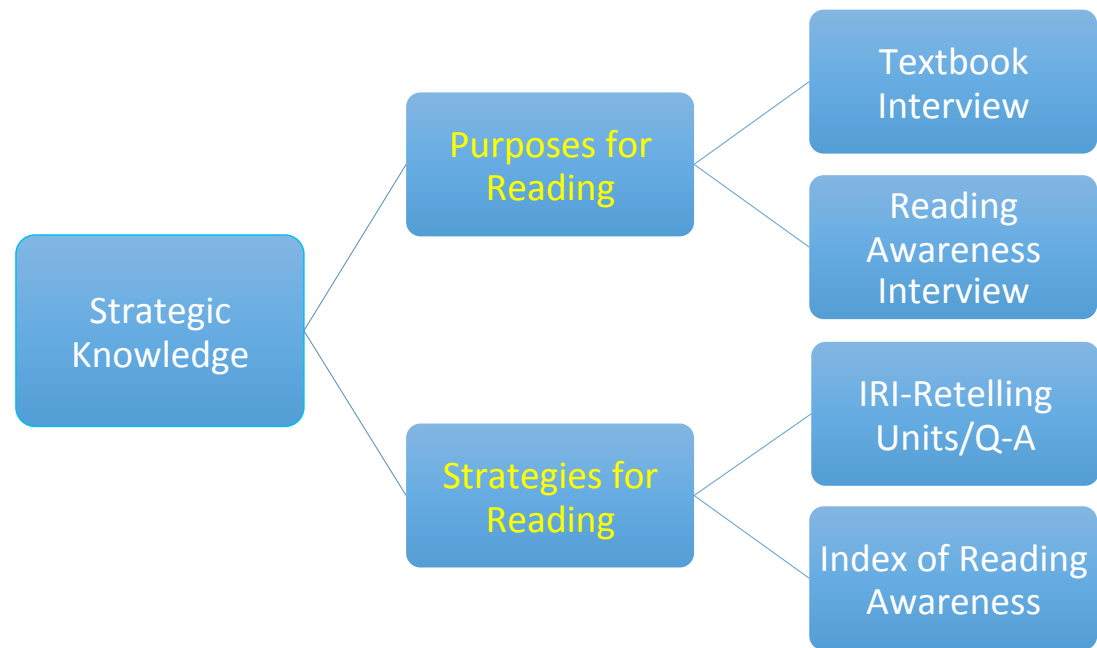 Strategic
Knowledge
Purposes for
Reading
Textbook
Interview
Reading
Awareness
Interview
Strategies for
Reading
IRI-Retelling
Units/Q-A
Index of Reading
Awareness